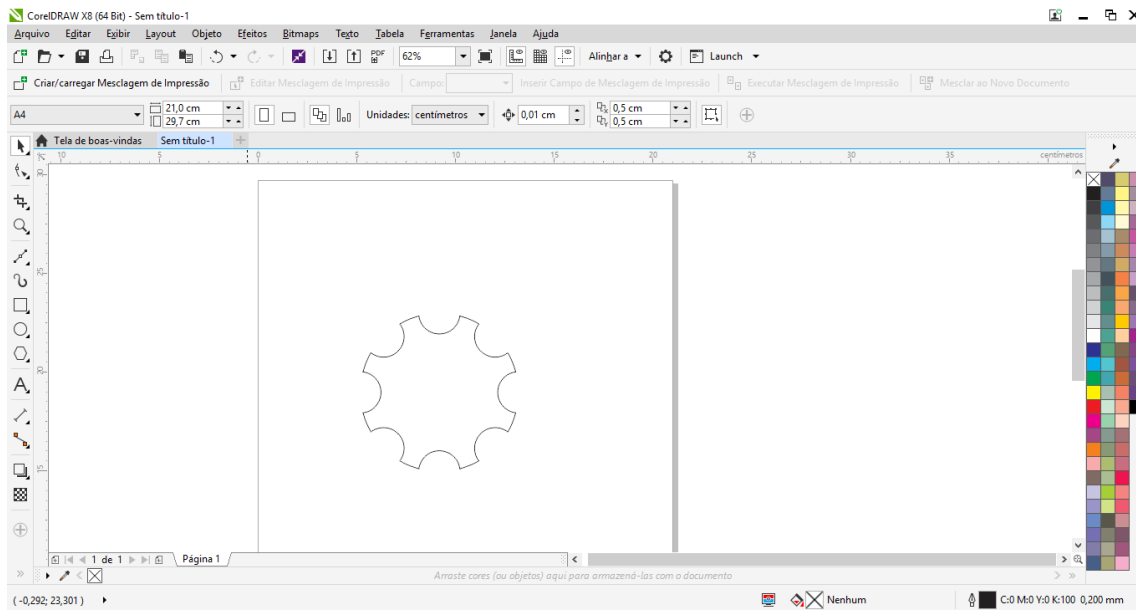 CorelDRAW X8 (64 Bit) - Sem título-1
Arquivo Editar Exibir Layout Objeto Efeitos Bitmaps Texto Tabela Ferramentas Janela Ajuda
PDF 62% Alinhar a Launch
Criar/carregar Mesclagem de Impressão Editar Mesclagem de Impressão Campo: Inserir Campo de Mesclagem de Impressão Executar Mesclagem de Impressão Mesclar ao Novo Documento
A4 21,0 cm 29,7 cm Unidades: centímetros 0,01 cm 0,5 cm 0,5 cm
Tela de boas-vindas Sem título-1
10 5 0 5 10 15 20 25 30 35 centímetros
30
25
20
15
1 de 1 Página 1
Arraste cores (ou objetos) aqui para armazená-las com o documento
( -0,292; 23,301 ) Nenhum C:0 M:0 Y:0 K:100 0,200 mm